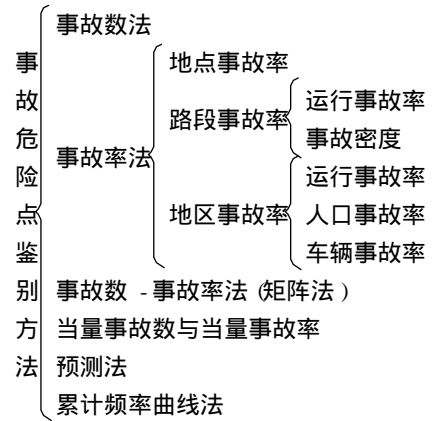 事故危险点鉴别方法
事故数法
事故率法
地点事故率
路段事故率
运行事故率
事故密度
地区事故率
运行事故率
人口事故率
车辆事故率
事故数 - 事故率法 (矩阵法)
当量事故数与当量事故率
预测法
累计频率曲线法